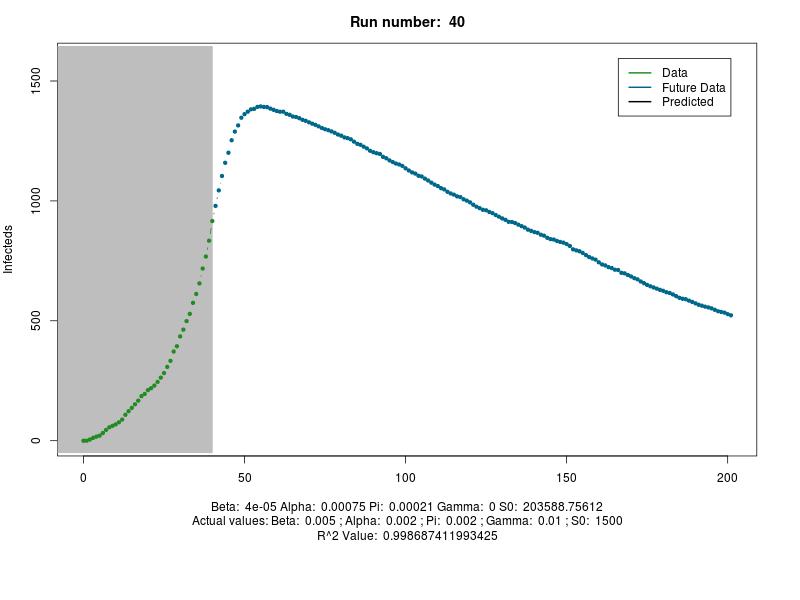 Run number: 40
1500
1000
500
0
Infecteds
Data
Future Data
Predicted
0 50 100 150 200
Beta: 4e-05 Alpha: 0.00075 Pi: 0.00021 Gamma: 0 S0: 203588.75612
Actual values: Beta: 0.005 ; Alpha: 0.002 ; Pi: 0.002 ; Gamma: 0.01 ; S0: 1500
R^2 Value: 0.998687411993425